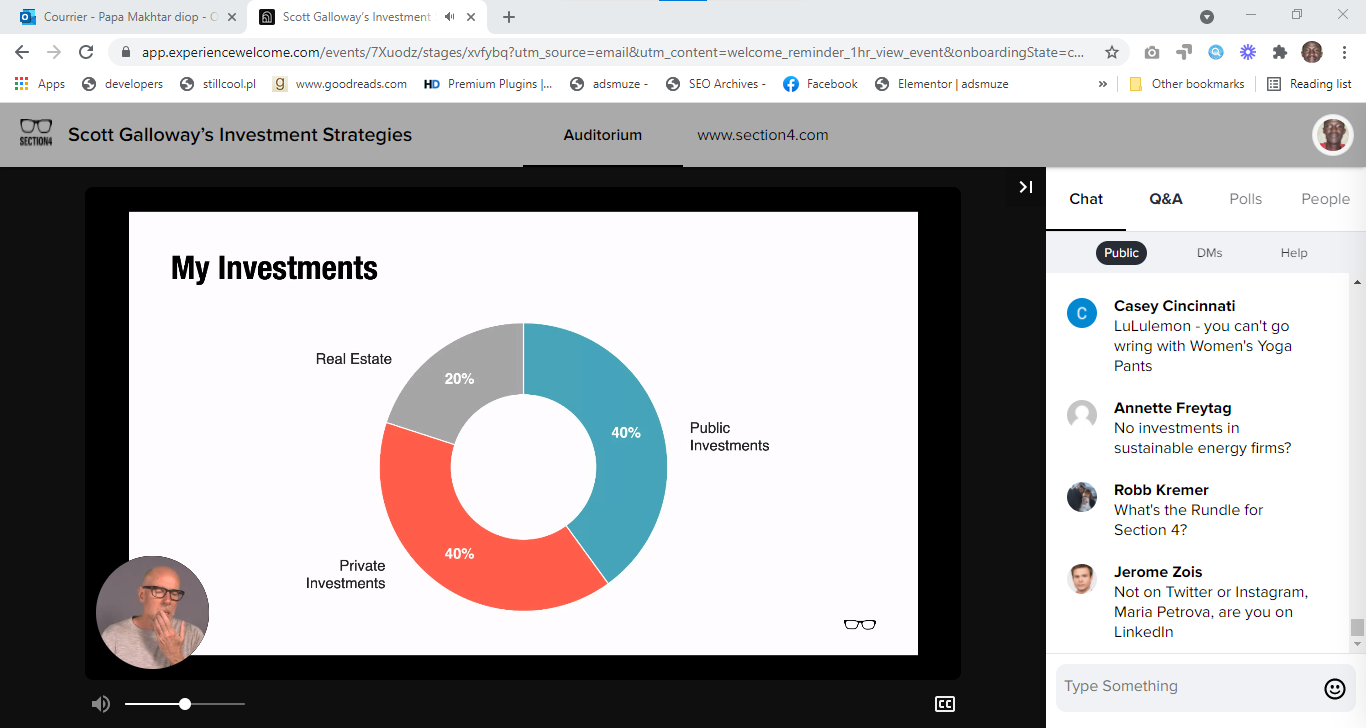 Courrier - Papa Makhtar diop - O
Scott Galloway's Investment
app.experiencewelcome.com/events/7Xuodz/stages/xvfybq?utm_source=email&utm_content=welcome_reminder_1hr_view_event&onboardingState=c...
Apps
developers
stillcool.pl
g
www.goodreads.com
HD
Premium Plugins |...
adsmuze -
SEO Archives -
Facebook
Elementor | adsmuze
»
Other bookmarks
Reading list
SECTION4
Scott Galloway's Investment Strategies
Auditorium
www.section4.com
My Investments
Real Estate
20%
40%
Public
Investments
40%
Private
Investments
CC
Chat
Q&A
Polls
People
Public
DMs
Help
C
Casey Cincinnati
LuLulemon - you can't go
wring with Women's Yoga
Pants
Annette Freytag
No investments in
sustainable energy firms?
Robb Kremer
What's the Rundle for
Section 4?
Jerome Zois
Not on Twitter or Instagram,
Maria Petrova, are you on
LinkedIn
Type Something